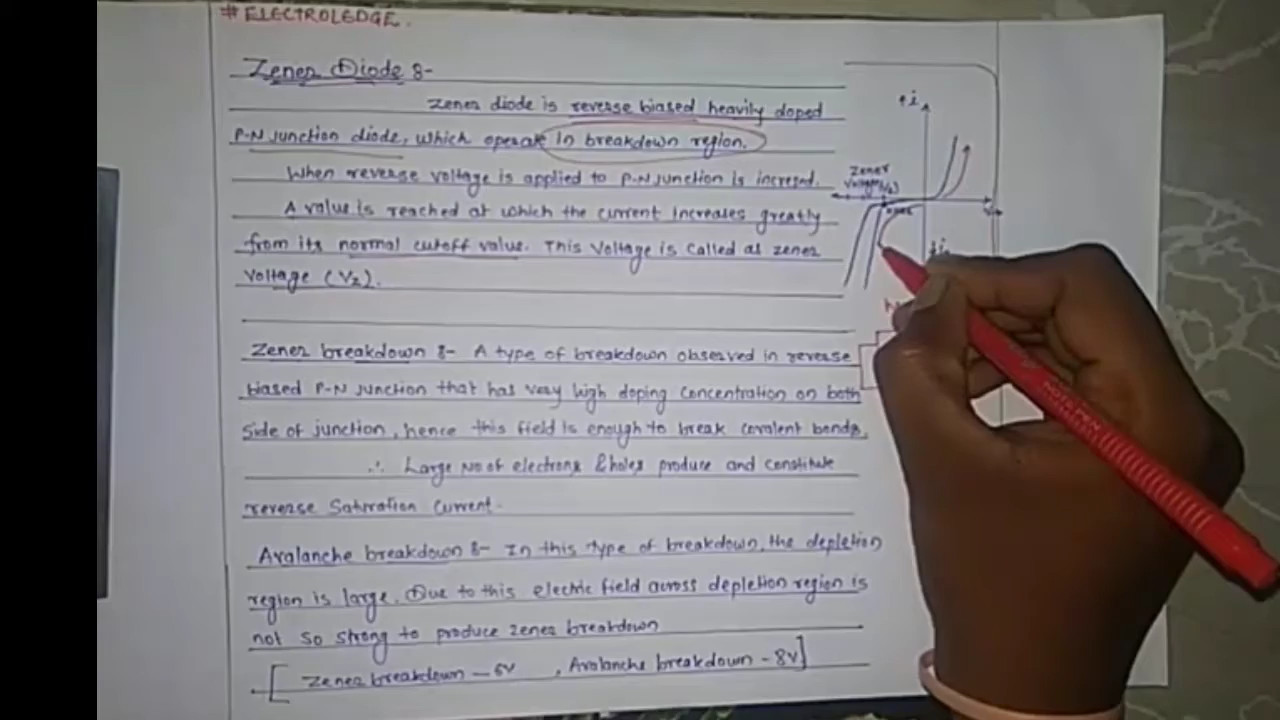 #ELECTROLEDGE.
Zener Diode :-
Zener diode is reverse biased heavily doped
P-N junction diode, which operate in breakdown region.
When reverse voltage is applied to P-N junction is incresed.
A value is reached at which the current increases greatly
from its normal cutoff value. This Voltage is called as zener
Voltage (Vz).
Zener breakdown :- A type of breakdown observed in reverse
biased P-N junction that has very high doping concentration on both
side of junction, hence this field is enough to break covalent bonds.
∴ Large No of electrons & holes produce and constitute
reverse Saturation Current.
Avalanche breakdown :- In this type of breakdown, the depletion
region is large. Due to this electric field across depletion region is
not so strong to produce zener breakdown
[ Zener breakdown - 6V , Avalanche breakdown - 8V ]
Zener
Voltage (Vz)